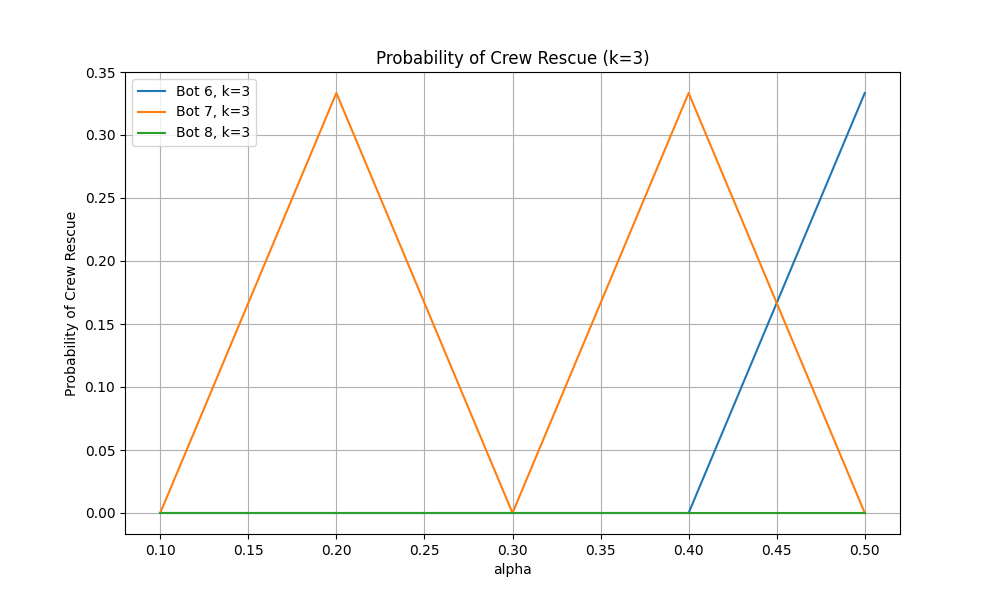 Probability of Crew Rescue (k=3)
Bot 6, k=3
Bot 7, k=3
Bot 8, k=3
Probability of Crew Rescue
0.35
0.30
0.25
0.20
0.15
0.10
0.05
0.00
0.10 0.15 0.20 0.25 0.30 0.35 0.40 0.45 0.50
alpha